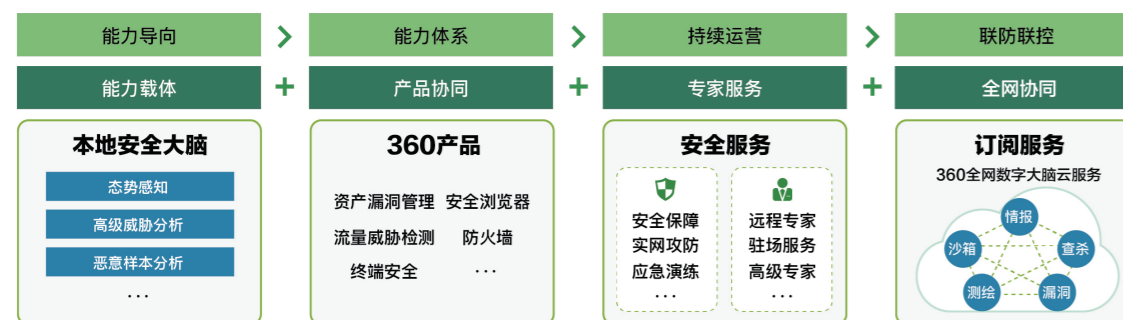 能力导向 > 能力体系 > 持续运营 > 联防联控
能力载体 + 产品协同 + 专家服务 + 全网协同
本地安全大脑
态势感知
高级威胁分析
恶意样本分析
...
360产品
资产漏洞管理 安全浏览器
流量威胁检测 防火墙
终端安全 ...
安全服务
安全保障
实网攻防
应急演练
...
远程专家
驻场服务
高级专家
...
订阅服务
360全网数字大脑云服务
情报
沙箱
查杀
测绘
漏洞